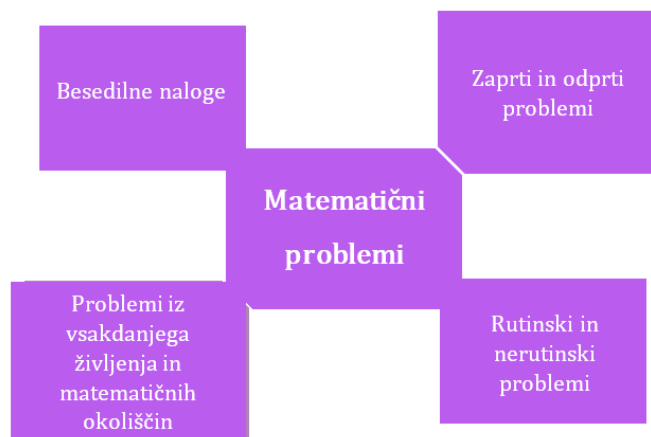 Besedilne naloge
Zaprti in odprti
problemi
Matematični
problemi
Problemi iz
vsakdanjega
življenja in
matematičnih
okoliščin
Rutinski in
nerutinski
problemi